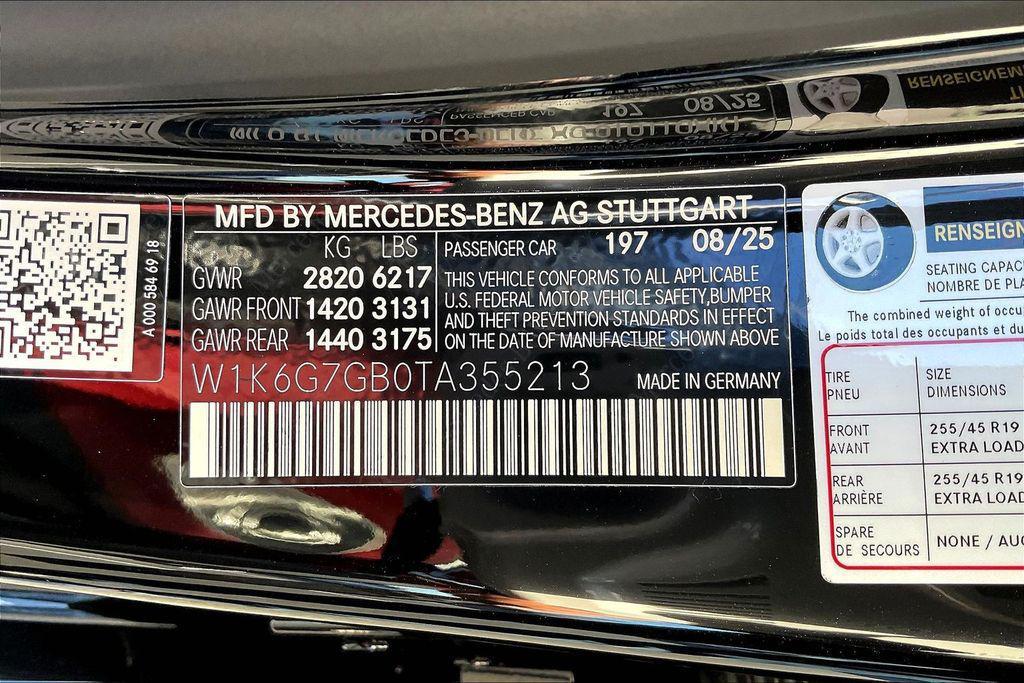 MFD BY MERCEDES-BENZ AG STUTTGART
KG LBS
GWWR 2820 6217
GAWR FRONT 1420 3131
GAWR REAR 1440 3175
PASSENGER CAR 197 08/25
THIS VEHICLE CONFORMS TO ALL APPLICABLE
U.S. FEDERAL MOTOR VEHICLE SAFETY,BUMPER
AND THEFT PREVENTION STANDARDS IN EFFECT
ON THE DATE OF MANUFACTURE SHOWN ABOVE
W1K6G7GB0TA355213 MADE IN GERMANY
A 000 584 69 18
RENSEIGN
SEATING CAPAC
NOMBRE DE PLA
The combined weight of occu
Le poids total des occupants et du
TIRE SIZE
PNEU DIMENSIONS
FRONT 255/45 R19
AVANT EXTRA LOAD
REAR 255/45 R19
ARRIÈRE EXTRA LOAD
SPARE NONE / AUC
DE SECOURS